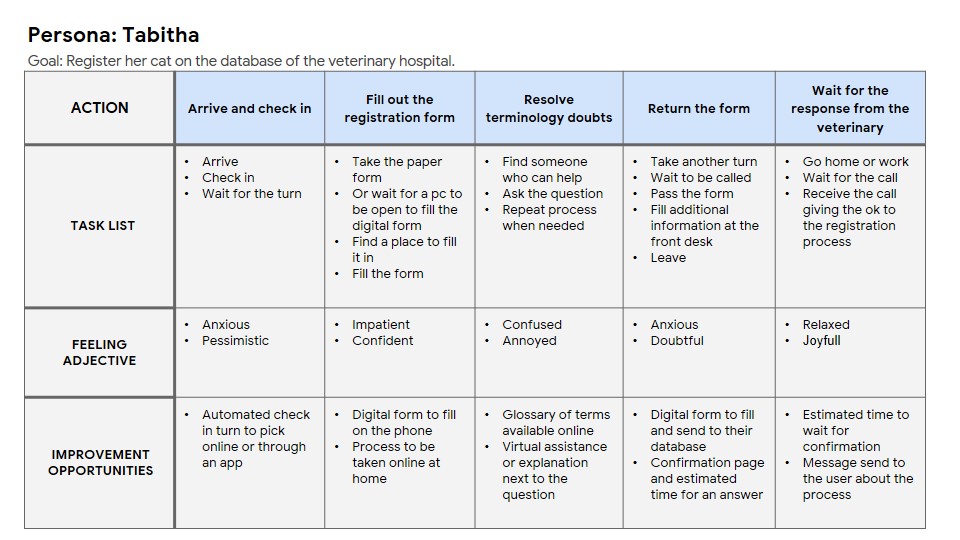 Persona: Tabitha
Goal: Register her cat on the database of the veterinary hospital.
ACTION
Arrive and check in
Fill out the
registration form
Resolve
terminology doubts
Return the form
Wait for the
response from the
veterinary
TASK LIST
• Arrive
• Check in
• Wait for the turn
• Take the paper
form
• Or wait for a pc to
be open to fill the
digital form
• Find a place to fill
it in
• Fill the form
• Find someone
who can help
• Ask the question
• Repeat process
when needed
• Take another turn
• Wait to be called
• Pass the form
• Fill additional
information at the
front desk
• Leave
• Go home or work
• Wait for the call
• Receive the call
giving the ok to
the registration
process
FEELING
ADJECTIVE
• Anxious
• Pessimistic
• Impatient
• Confident
• Confused
• Annoyed
• Anxious
• Doubtful
• Relaxed
• Joyfull
IMPROVEMENT
OPPORTUNITIES
• Automated check
in turn to pick
online or through
an app
• Digital form to fill
on the phone
• Process to be
taken online at
home
• Glossary of terms
available online
• Virtual assistance
or explanation
next to the
question
• Digital form to fill
and send to their
database
• Confirmation page
and estimated
time for an answer
• Estimated time to
wait for
confirmation
• Message send to
the user about the
process